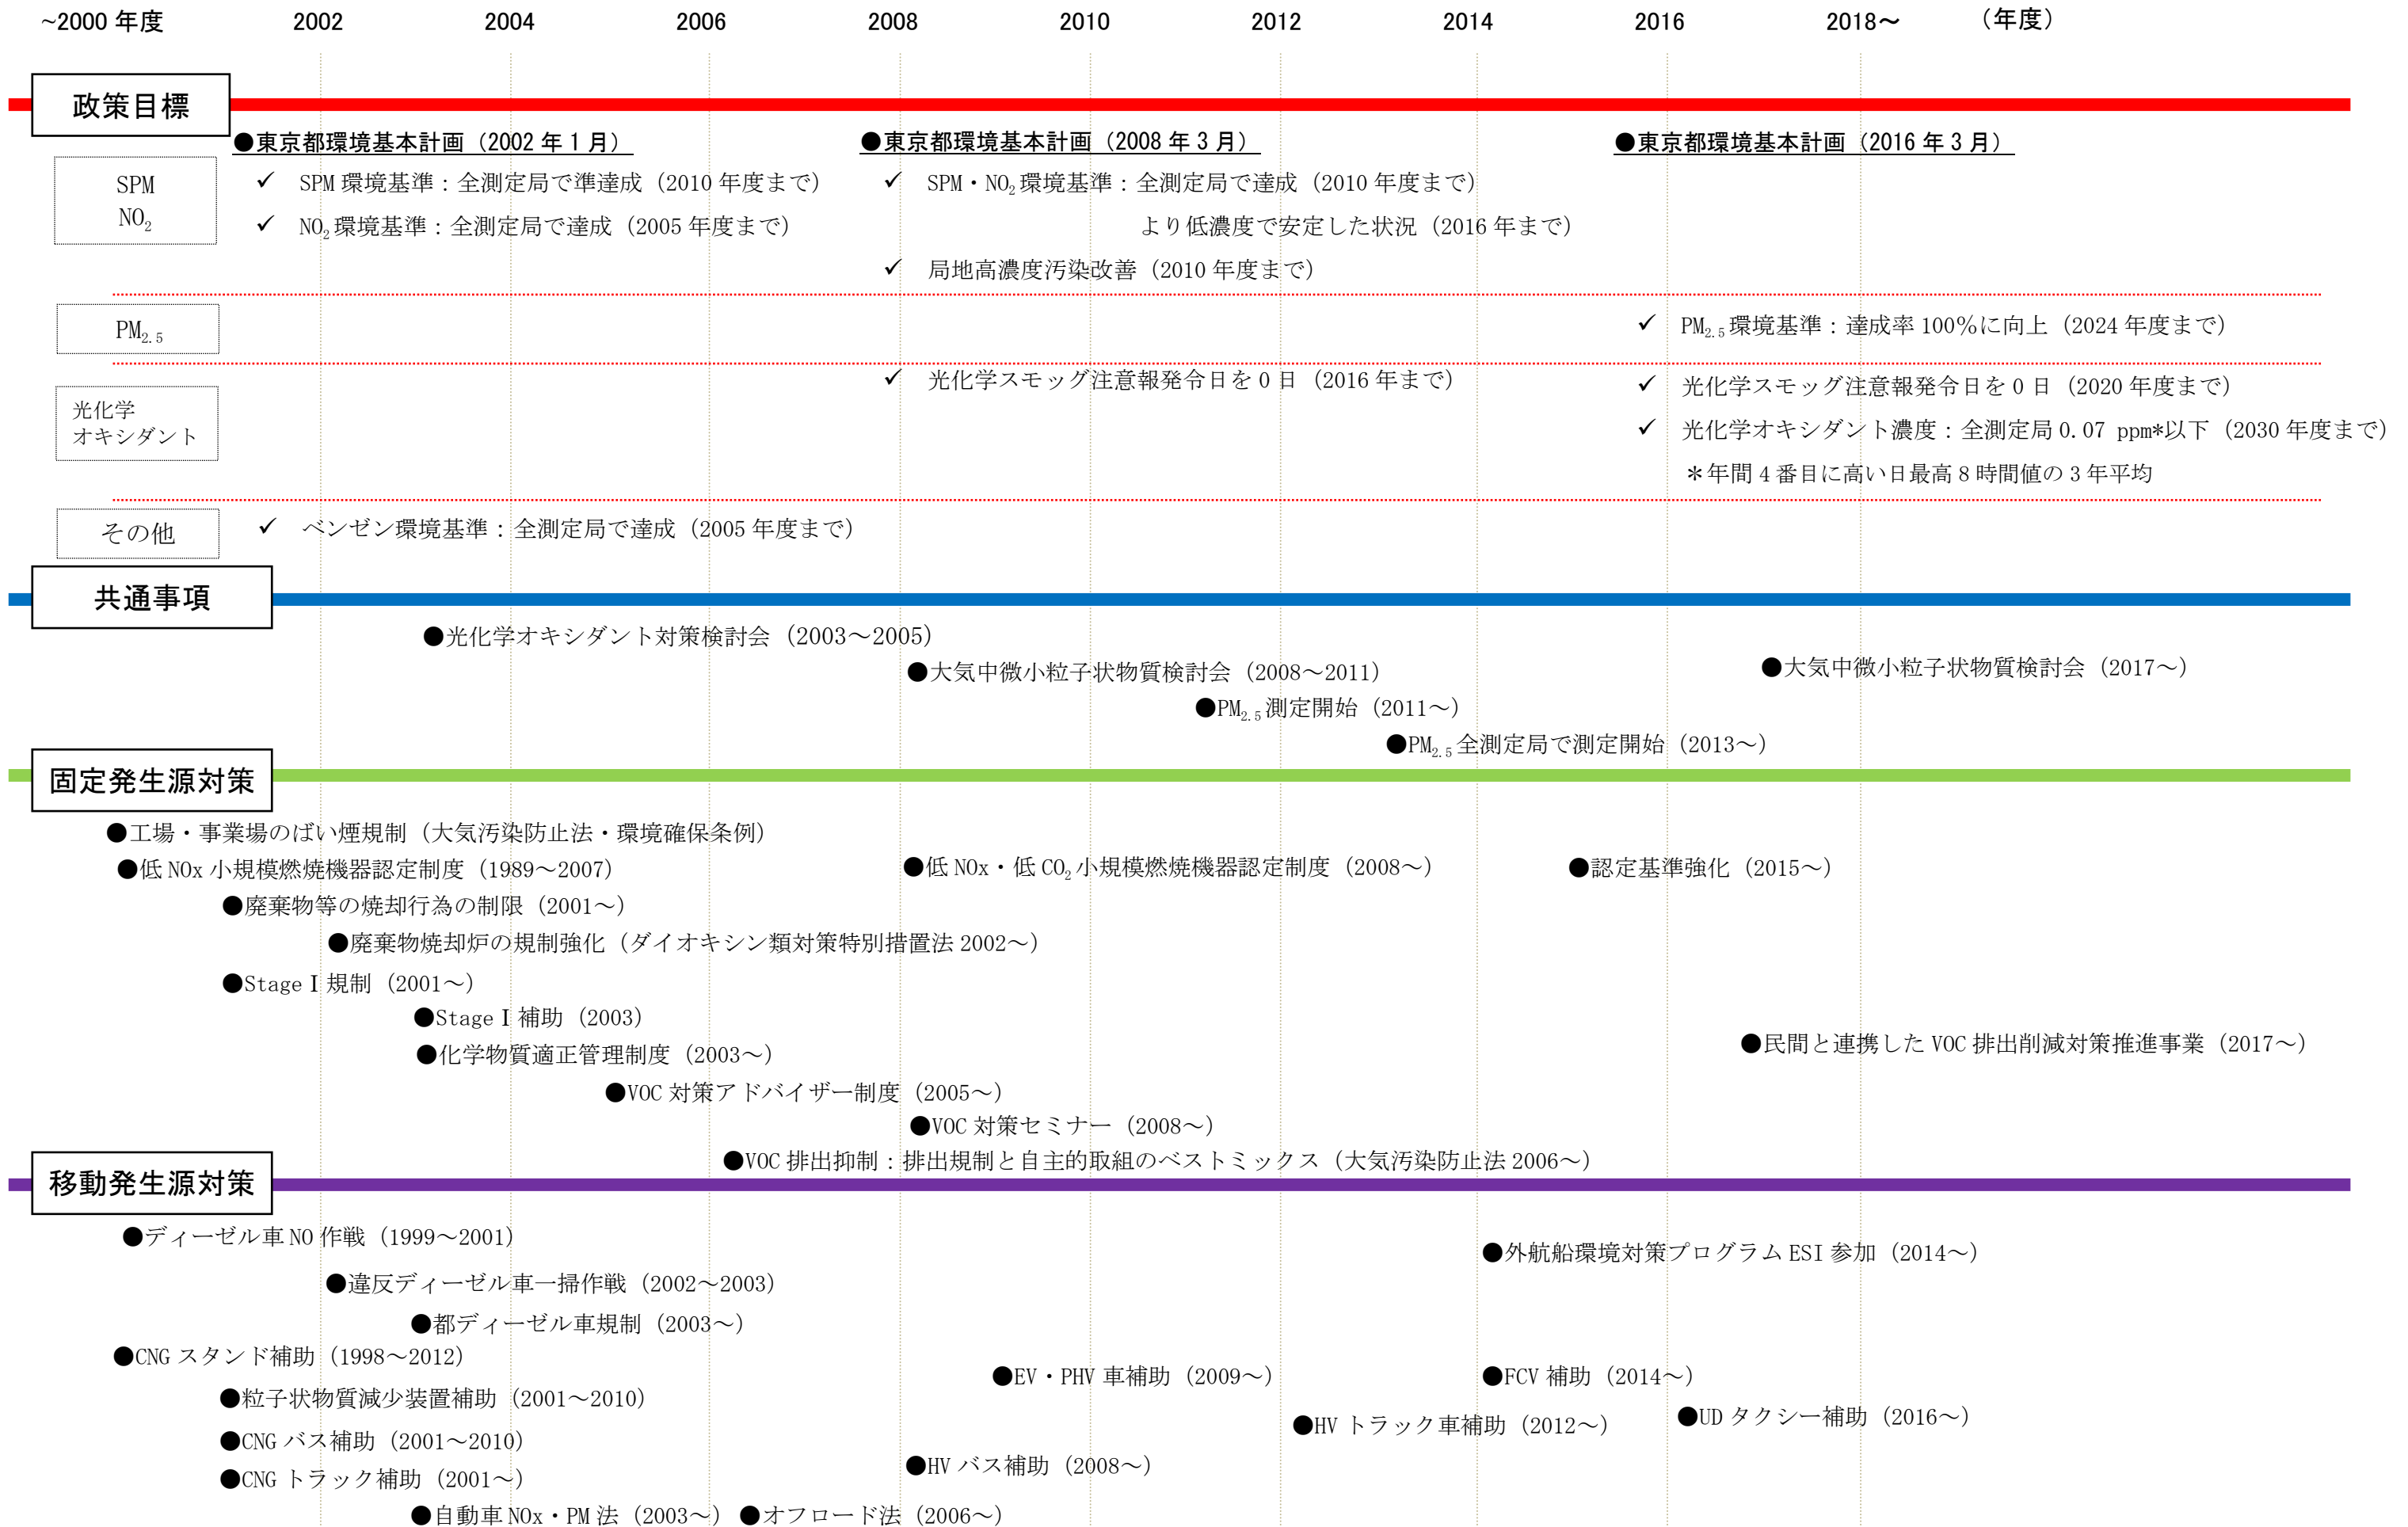 ~2000 年度 2002 2004 2006 2008 2010 2012 2014 2016 2018～ （年度）
政策目標
●東京都環境基本計画（2002 年 1 月） ●東京都環境基本計画（2008 年 3 月） ●東京都環境基本計画（2016 年 3 月）
SPM
NO2
✓ SPM 環境基準：全測定局で準達成（2010 年度まで） ✓ SPM・NO2 環境基準：全測定局で達成（2010 年度まで）
✓ NO2 環境基準：全測定局で達成（2005 年度まで） より低濃度で安定した状況（2016 年まで）
✓ 局地高濃度汚染改善（2010 年度まで）
PM2.5
✓ PM2.5 環境基準：達成率 100％に向上（2024 年度まで）
光化学
オキシダント
✓ 光化学スモッグ注意報発令日を 0 日（2016 年まで） ✓ 光化学スモッグ注意報発令日を 0 日（2020 年度まで）
✓ 光化学オキシダント濃度：全測定局 0.07 ppm*以下（2030 年度まで）
＊年間 4 番目に高い日最高 8 時間値の 3 年平均
その他
✓ ベンゼン環境基準：全測定局で達成（2005 年度まで）
共通事項
●光化学オキシダント対策検討会（2003～2005）
●大気中微小粒子状物質検討会（2008～2011） ●大気中微小粒子状物質検討会（2017～）
●PM2.5 測定開始（2011～）
●PM2.5 全測定局で測定開始（2013～）
固定発生源対策
●工場・事業場のばい煙規制（大気汚染防止法・環境確保条例）
●低 NOx 小規模燃焼機器認定制度（1989～2007） ●低 NOx・低 CO2 小規模燃焼機器認定制度（2008～） ●認定基準強化（2015～）
●廃棄物等の焼却行為の制限（2001～）
●廃棄物焼却炉の規制強化（ダイオキシン類対策特別措置法 2002～）
●StageⅠ規制（2001～）
●StageⅠ補助（2003）
●化学物質適正管理制度（2003～） ●民間と連携した VOC 排出削減対策推進事業（2017～）
●VOC 対策アドバイザー制度（2005～）
●VOC 対策セミナー（2008～）
●VOC 排出抑制：排出規制と自主的取組のベストミックス（大気汚染防止法 2006～）
移動発生源対策
●ディーゼル車 NO 作戦（1999～2001） ●外航船環境対策プログラム ESI 参加（2014～）
●違反ディーゼル車一掃作戦（2002～2003）
●都ディーゼル車規制（2003～）
●CNG スタンド補助（1998～2012） ●EV・PHV 車補助（2009～） ●FCV 補助（2014～）
●粒子状物質減少装置補助（2001～2010） ●HV トラック車補助（2012～） ●UD タクシー補助（2016～）
●CNG バス補助（2001～2010）
●CNG トラック補助（2001～） ●HV バス補助（2008～）
●自動車 NOx・PM 法（2003～） ●オフロード法（2006～）